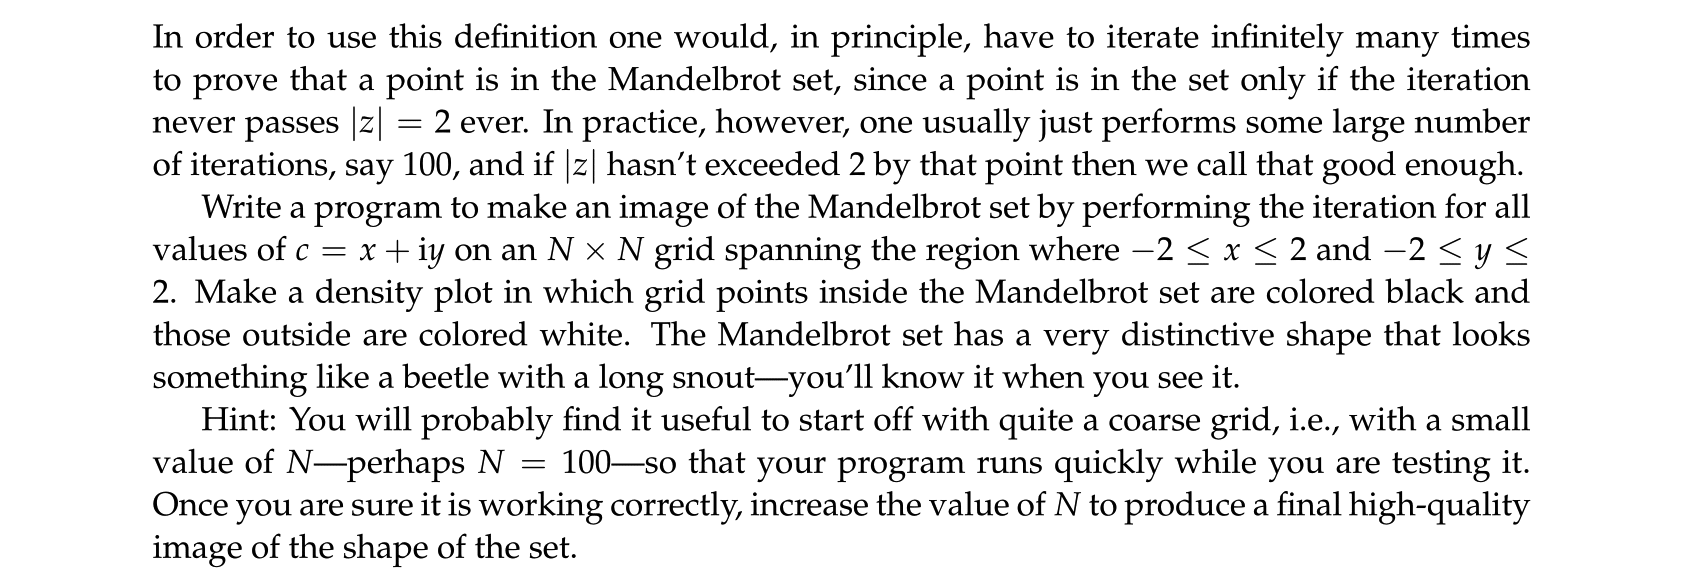 In order to use this definition one would, in principle, have to iterate infinitely many times
to prove that a point is in the Mandelbrot set, since a point is in the set only if the iteration
never passes |z| = 2 ever. In practice, however, one usually just performs some large number
of iterations, say 100, and if |z| hasn’t exceeded 2 by that point then we call that good enough.
Write a program to make an image of the Mandelbrot set by performing the iteration for all
values of c = x + iy on an N × N grid spanning the region where −2 ≤ x ≤ 2 and −2 ≤ y ≤
2. Make a density plot in which grid points inside the Mandelbrot set are colored black and
those outside are colored white. The Mandelbrot set has a very distinctive shape that looks
something like a beetle with a long snout—you’ll know it when you see it.
Hint: You will probably find it useful to start off with quite a coarse grid, i.e., with a small
value of N—perhaps N = 100—so that your program runs quickly while you are testing it.
Once you are sure it is working correctly, increase the value of N to produce a final high-quality
image of the shape of the set.